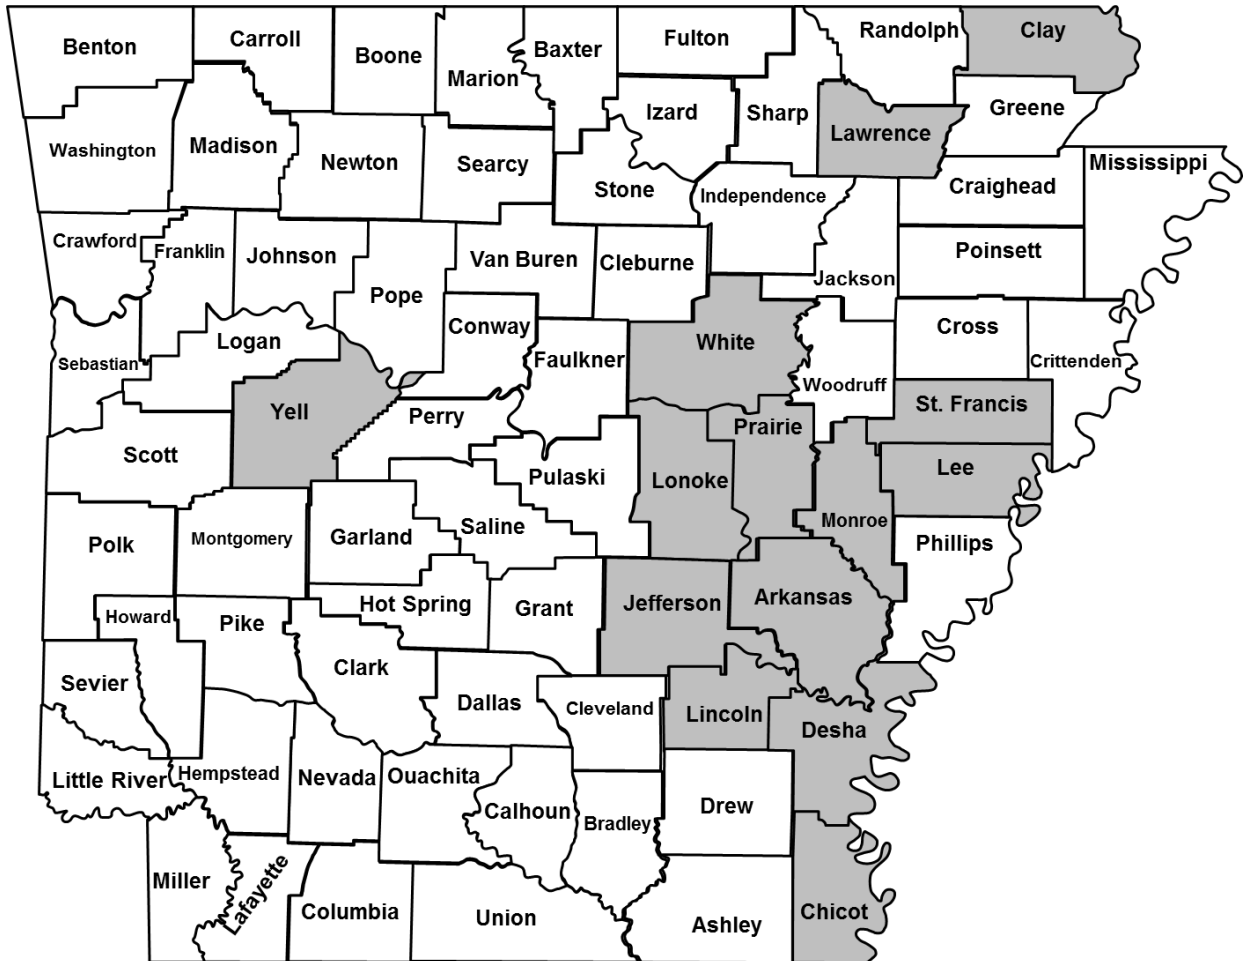 Benton
Carroll
Boone
Marion
Baxter
Fulton
Randolph
Clay
Washington
Madison
Newton
Searcy
Stone
Izard
Sharp
Lawrence
Greene
Mississippi
Independence
Craighead
Crawford
Franklin
Johnson
Pope
Van Buren
Cleburne
Jackson
Poinsett
Sebastian
Logan
Conway
Faulkner
White
Woodruff
Cross
Crittenden
Scott
Yell
Perry
Pulaski
Lonoke
Prairie
St. Francis
Lee
Polk
Montgomery
Garland
Saline
Monroe
Phillips
Howard
Pike
Hot Spring
Grant
Jefferson
Arkansas
Sevier
Clark
Dallas
Cleveland
Lincoln
Desha
Little River
Hempstead
Nevada
Ouachita
Calhoun
Bradley
Drew
Miller
Lafayette
Columbia
Union
Ashley
Chicot